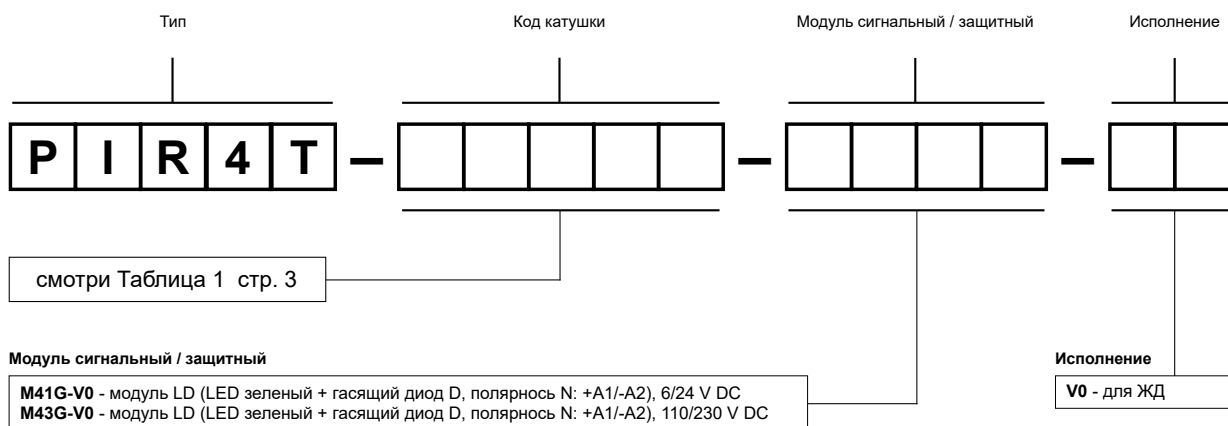 Тип
Код катушки
Модуль сигнальный / защитный
Исполнение
PIR4T – – –
смотри Таблица 1 стр. 3
Модуль сигнальный / защитный
M41G-V0 - модуль LD (LED зеленый + гасящий диод D, полярнось N: +A1/-A2), 6/24 V DC
M43G-V0 - модуль LD (LED зеленый + гасящий диод D, полярнось N: +A1/-A2), 110/230 V DC
Исполнение
V0 - для ЖД